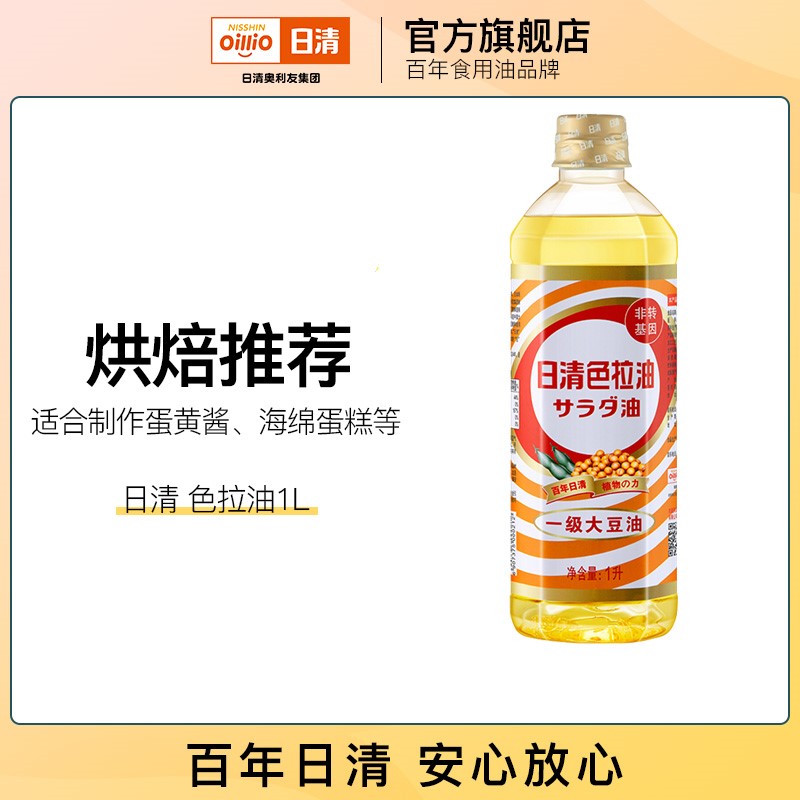 NISSHIN
OilliO 日清
日清奥利友集团
官方旗舰店
百年食用油品牌
烘焙推荐
适合制作蛋黄酱、海绵蛋糕等
日清 色拉油1L
日清
非转
基因
日清色拉油
サラダ油
百年日清 植物の力
一级大豆油
净含量:1升
百年日清 安心放心